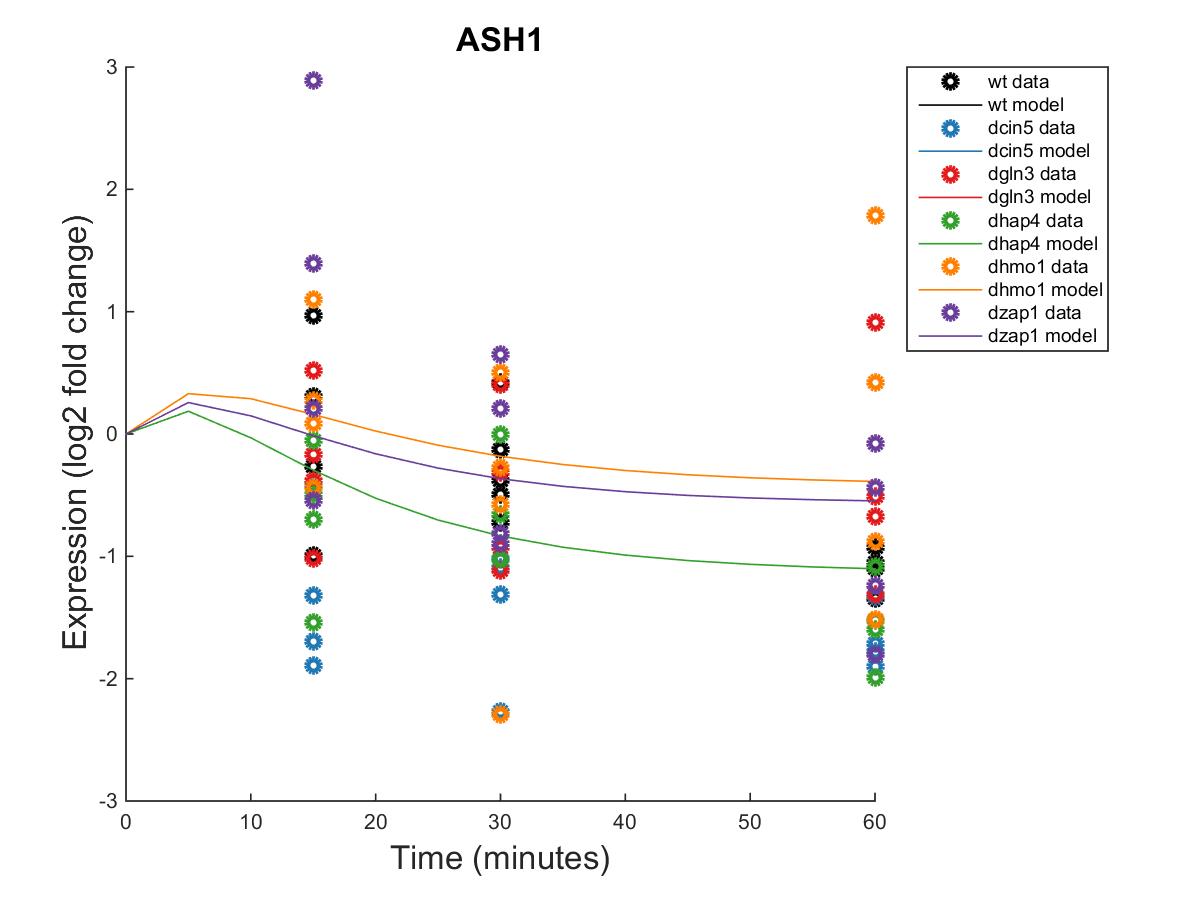 ASH1
3
2
1
0
-1
-2
-3
Expression (log2 fold change)
0 10 20 30 40 50 60
Time (minutes)
wt data
wt model
dcin5 data
dcin5 model
dgln3 data
dgln3 model
dhap4 data
dhap4 model
dhmo1 data
dhmo1 model
dzap1 data
dzap1 model